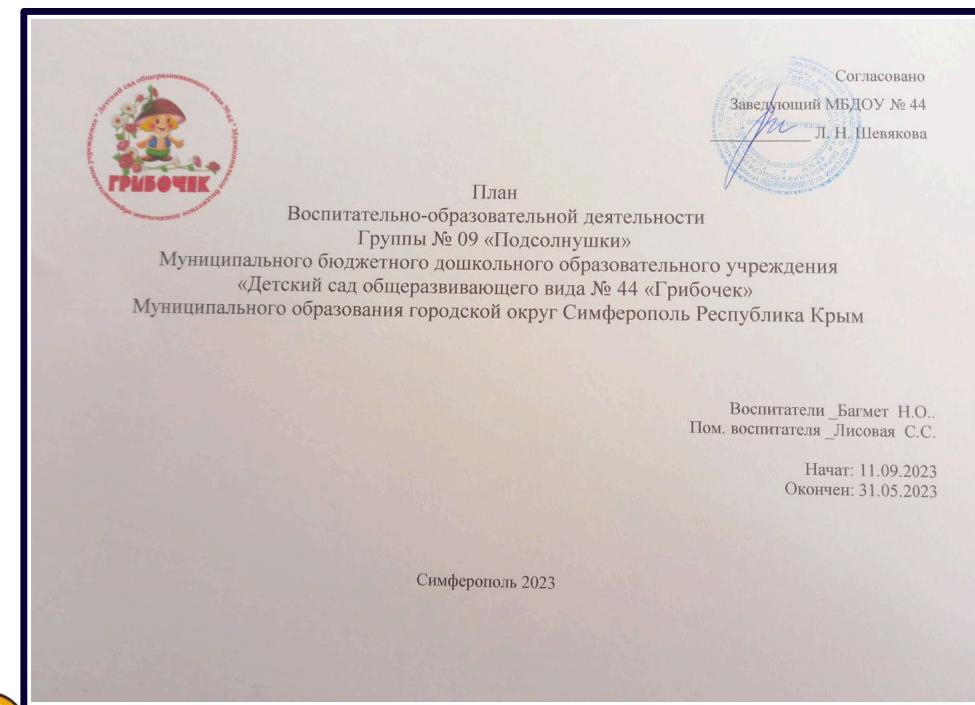 Согласовано
Заведующий МБДОУ № 44
Л. Н. Шевякова
ГРИБОЧЕК
План
Воспитательно-образовательной деятельности
Группы № 09 «Подсолнушки»
Муниципального бюджетного дошкольного образовательного учреждения
«Детский сад общеразвивающего вида № 44 «Грибочек»
Муниципального образования городской округ Симферополь Республика Крым
Воспитатели _Багмет Н.О..
Пом. воспитателя _Лисовая С.С.
Начат: 11.09.2023
Окончен: 31.05.2023
Симферополь 2023